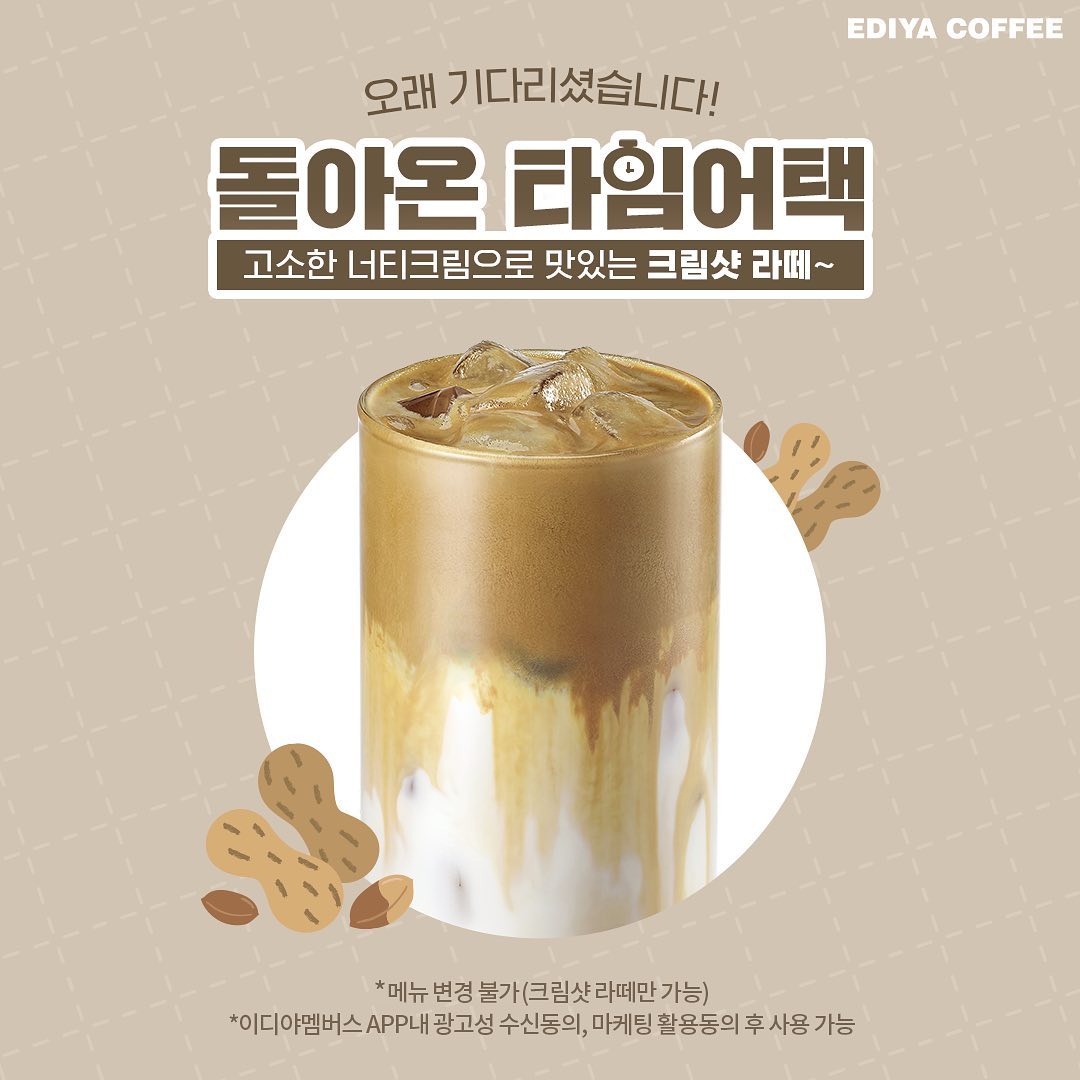 EDIYA COFFEE
오래 기다리셨습니다!
돌아온 타임어택
고소한 너티크림으로 맛있는 크림샷 라떼~
*메뉴 변경 불가(크림샷 라떼만 가능)
*이디야멤버스 APP내 광고성 수신동의, 마케팅 활용동의 후 사용 가능